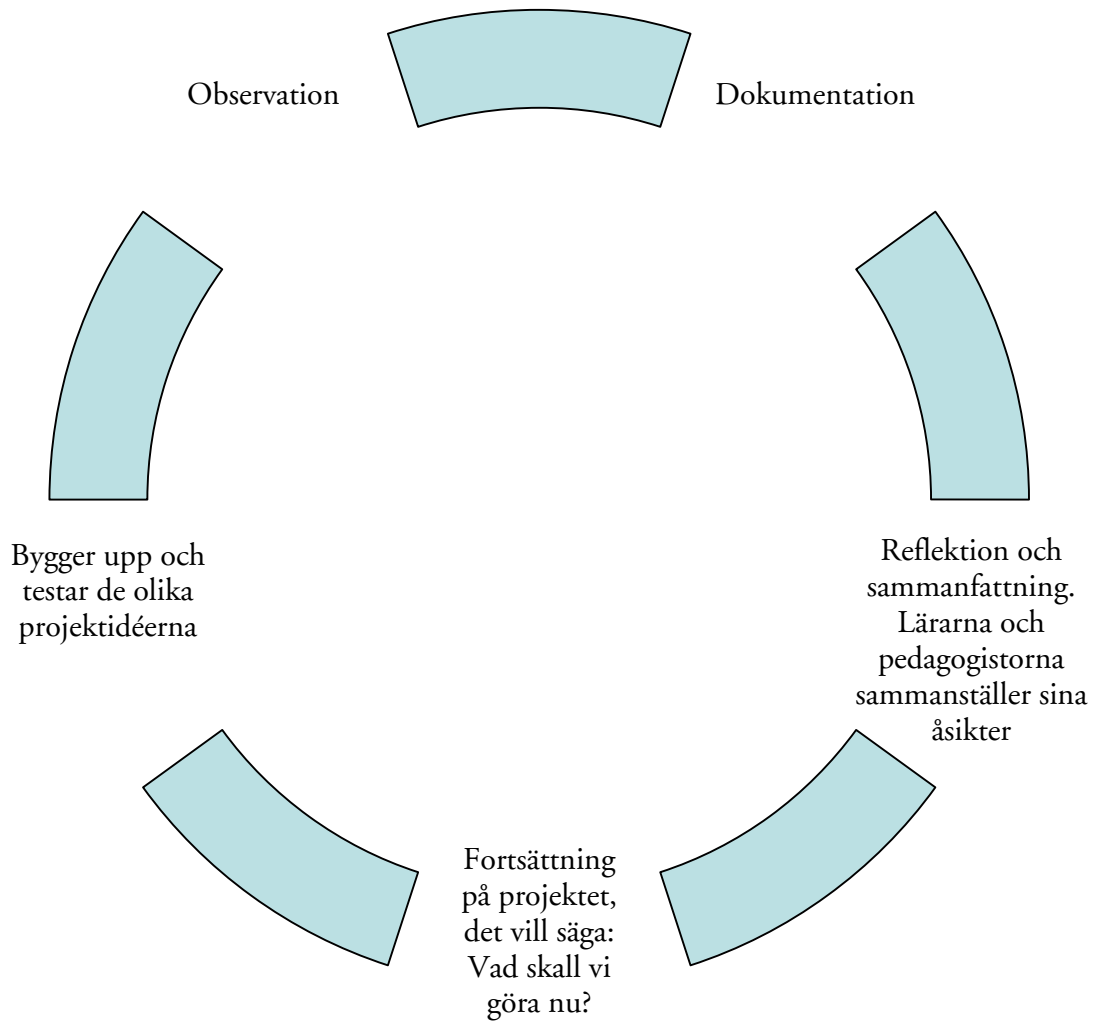 Observation
Dokumentation
Bygger upp och
testar de olika
projektidéerna
Reflektion och
sammanfattning.
Lärarna och
pedagogistorna
sammanställer sina
åsikter
Fortsättning
på projektet,
det vill säga:
Vad skall vi
göra nu?